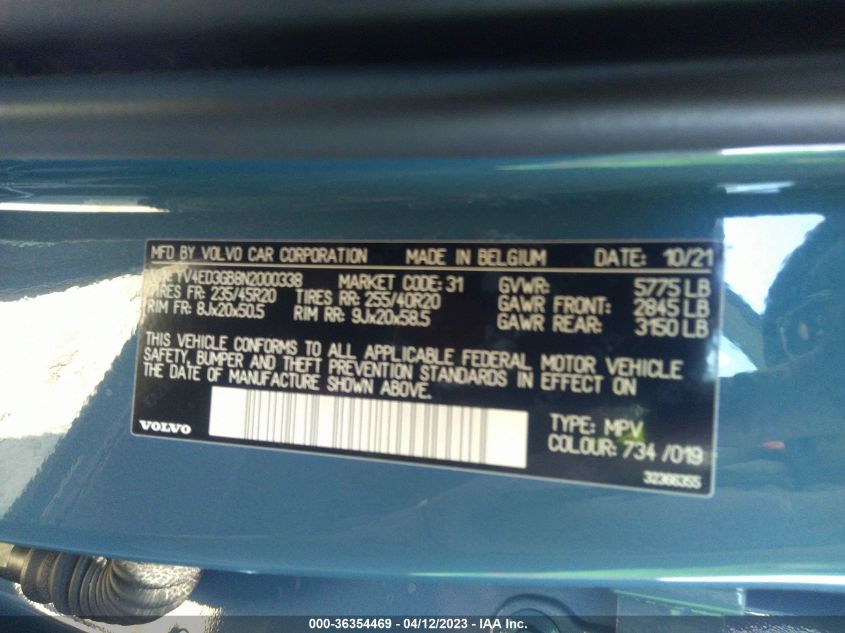 MFD BY VOLVO CAR CORPORATION MADE IN BELGIUM DATE: 10/21
YV4ED3GB8N2000338 MARKET CODE: 31 GVWR: 5775 LB
TIRES FR: 235/45R20 TIRES RR: 255/40R20 GAWR FRONT: 2845 LB
RIM FR: 8Jx20x50.5 RIM RR: 9Jx20x58.5 GAWR REAR: 3150 LB
THIS VEHICLE CONFORMS TO ALL APPLICABLE FEDERAL MOTOR VEHICLE
SAFETY, BUMPER AND THEFT PREVENTION STANDARDS IN EFFECT ON
THE DATE OF MANUFACTURE SHOWN ABOVE.
VOLVO
TYPE: MPV
COLOUR: 734 /019
32366355
000-36354469 - 04/12/2023 - IAA Inc.